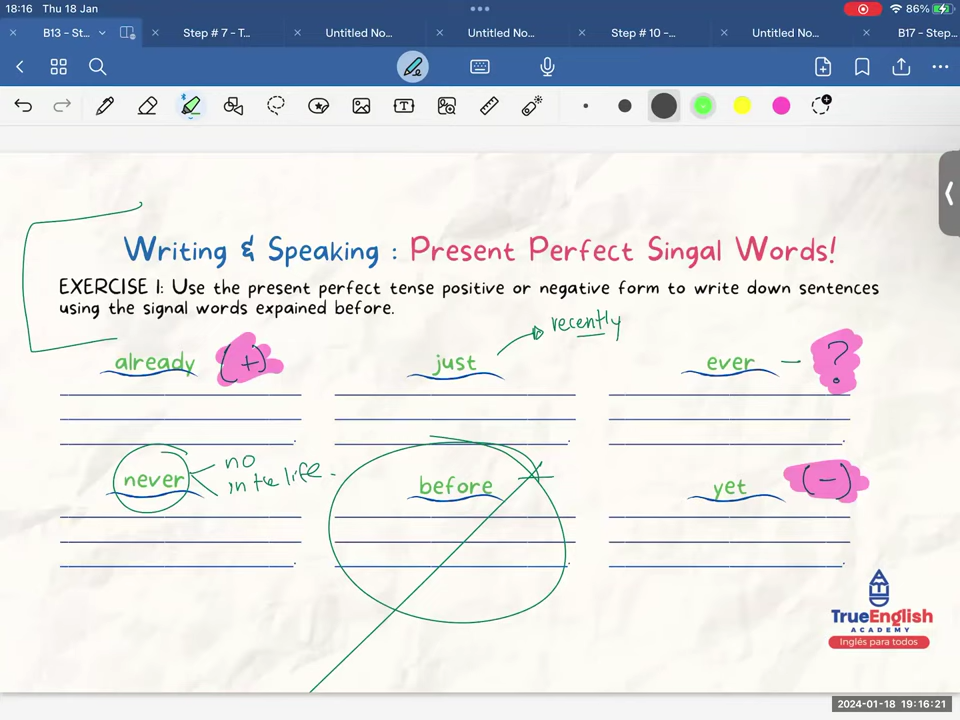 18:16 Thu 18 Jan
86%
B13 - St...
Step # 7 - T...
Untitled No...
Untitled No...
Step # 10 -...
Untitled No...
B17 - Step...
Writing & Speaking : Present Perfect Singal Words!
EXERCISE 1: Use the present perfect tense positive or negative form to write down sentences
using the signal words expained before.
recently
already (+)
just
ever - ?
never
no
in the life.
before
yet (-)
TrueEnglish
ACADEMY
Inglés para todos
2024-01-18 19:16:21